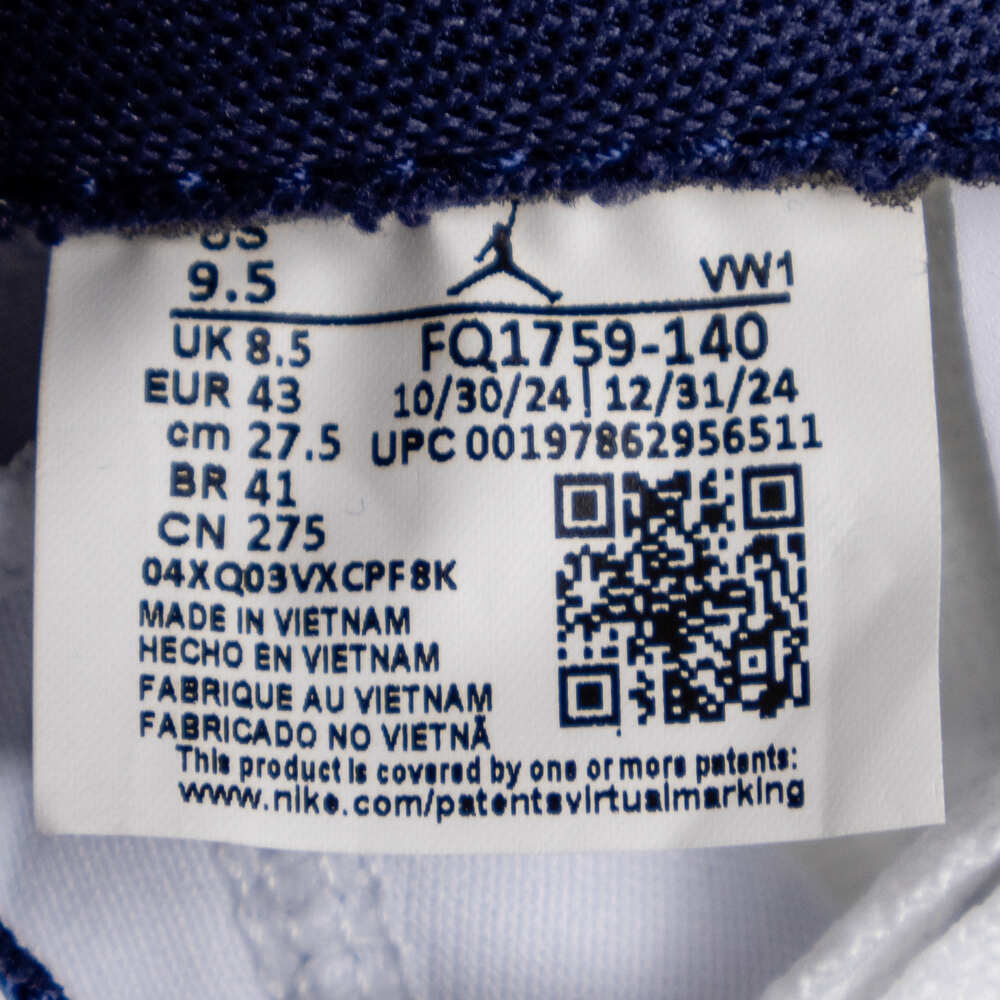 US
9.5
VW1
UK 8.5
FQ1759-140
EUR 43
10/30/24 | 12/31/24
cm 27.5
UPC 00197862956511
BR 41
CN 275
04XQ03VXCPF8K
MADE IN VIETNAM
HECHO EN VIETNAM
FABRIQUE AU VIETNAM
FABRICADO NO VIETNÃ
This product is covered by one or more patents:
www.nike.com/patentsvirtualmarking